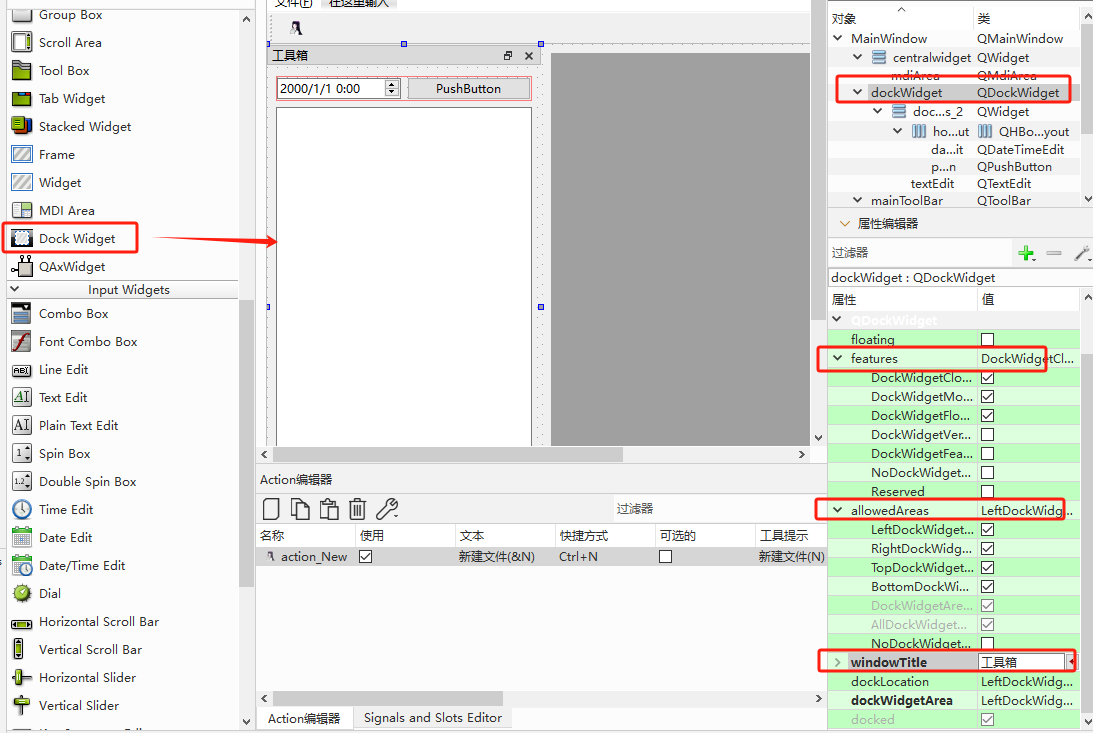 Group Box
Scroll Area
Tool Box
Tab Widget
Stacked Widget
Frame
Widget
MDI Area
Dock Widget
QAxWidget
Input Widgets
Combo Box
Font Combo Box
Line Edit
Text Edit
Plain Text Edit
Spin Box
Double Spin Box
Time Edit
Date Edit
Date/Time Edit
Dial
Horizontal Scroll Bar
Vertical Scroll Bar
Horizontal Slider
Vertical Slider
文件(F) 在这里输入
工具箱
2000/1/1 0:00 PushButton
Action编辑器
过滤器
名称 使用 文本 快捷方式 可选的 工具提示
action_New 新建文件(&N) Ctrl+N 新建文件(N)
Action编辑器 Signals and Slots Editor
对象 类
MainWindow QMainWindow
centralwidget QWidget
mdiArea QMdiArea
dockWidget QDockWidget
doc...s_2 QWidget
ho...ut QHBo...yout
da...it QDateTimeEdit
p...n QPushButton
textEdit QTextEdit
mainToolBar QToolBar
属性编辑器
过滤器
dockWidget : QDockWidget
属性 值
QDockWidget
floating
features DockWidgetCl...
DockWidgetClo...
DockWidgetMo...
DockWidgetFlo...
DockWidgetVer...
DockWidgetFea...
NoDockWidget...
Reserved
allowedAreas LeftDockWidg...
LeftDockWidget...
RightDockWidg...
TopDockWidget...
BottomDockWi...
DockWidgetAre...
AllDockWidget...
NoDockWidget...
windowTitle 工具箱
dockLocation LeftDockWidg...
dockWidgetArea LeftDockWidg...
docked